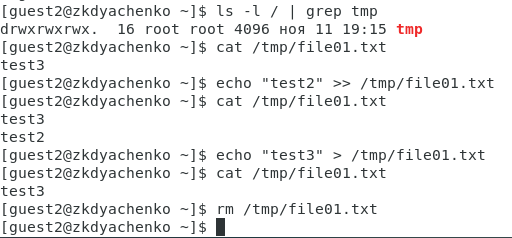 [guest2@zkdyachenko ~]$ ls -l / | grep tmp
drwxrwxrwx.  16 root root 4096 ноя 11 19:15 tmp
[guest2@zkdyachenko ~]$ cat /tmp/file01.txt
test3
[guest2@zkdyachenko ~]$ echo "test2" >> /tmp/file01.txt
[guest2@zkdyachenko ~]$ cat /tmp/file01.txt
test3
test2
[guest2@zkdyachenko ~]$ echo "test3" > /tmp/file01.txt
[guest2@zkdyachenko ~]$ cat /tmp/file01.txt
test3
[guest2@zkdyachenko ~]$ rm /tmp/file01.txt
[guest2@zkdyachenko ~]$